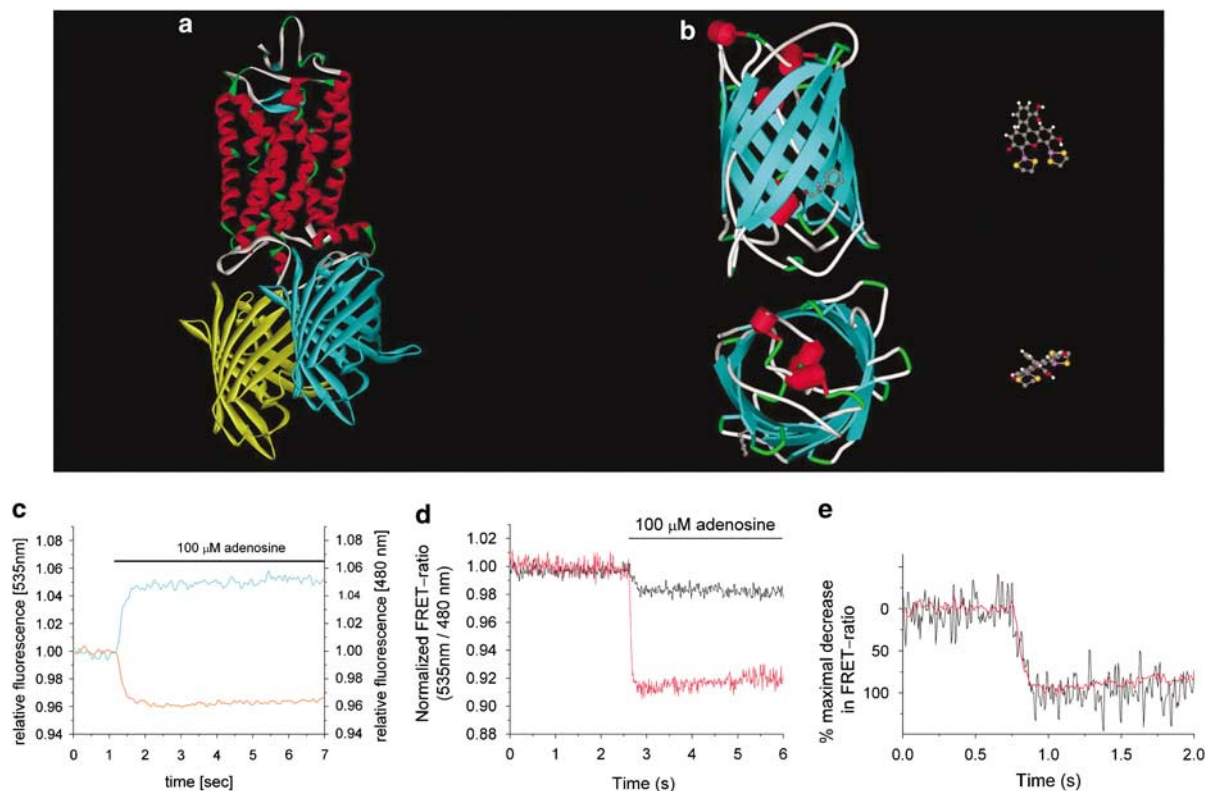 a
b
c
1.08
1.06
1.04
1.02
1.00
0.98
0.96
0.94
relative fluorescence [535nm]
100 µM adenosine
1.08
1.06
1.04
1.02
1.00
0.98
0.96
0.94
relative fluorescence [480 nm]
0 1 2 3 4 5 6 7
time [sec]
d
100 µM adenosine
1.02
1.00
0.98
0.96
0.94
0.92
0.90
0.88
Normalized FRET–ratio
(535nm / 480 nm)
0 1 2 3 4 5 6
Time (s)
e
0
50
100
% maximal decrease
in FRET–ratio
0.0 0.5 1.0 1.5 2.0
Time (s)